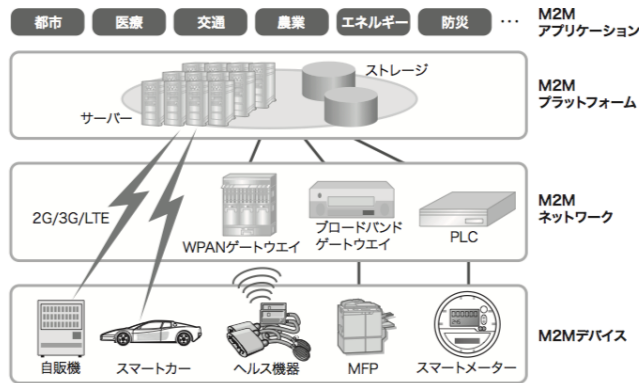 都市 医療 交通 農業 エネルギー 防災 …
M2M
アプリケーション
ストレージ
サーバー
M2M
プラットフォーム
2G/3G/LTE
WPANゲートウエイ
ブロードバンド
ゲートウエイ
PLC
M2M
ネットワーク
自販機
スマートカー
ヘルス機器
MFP
スマートメーター
M2Mデバイス